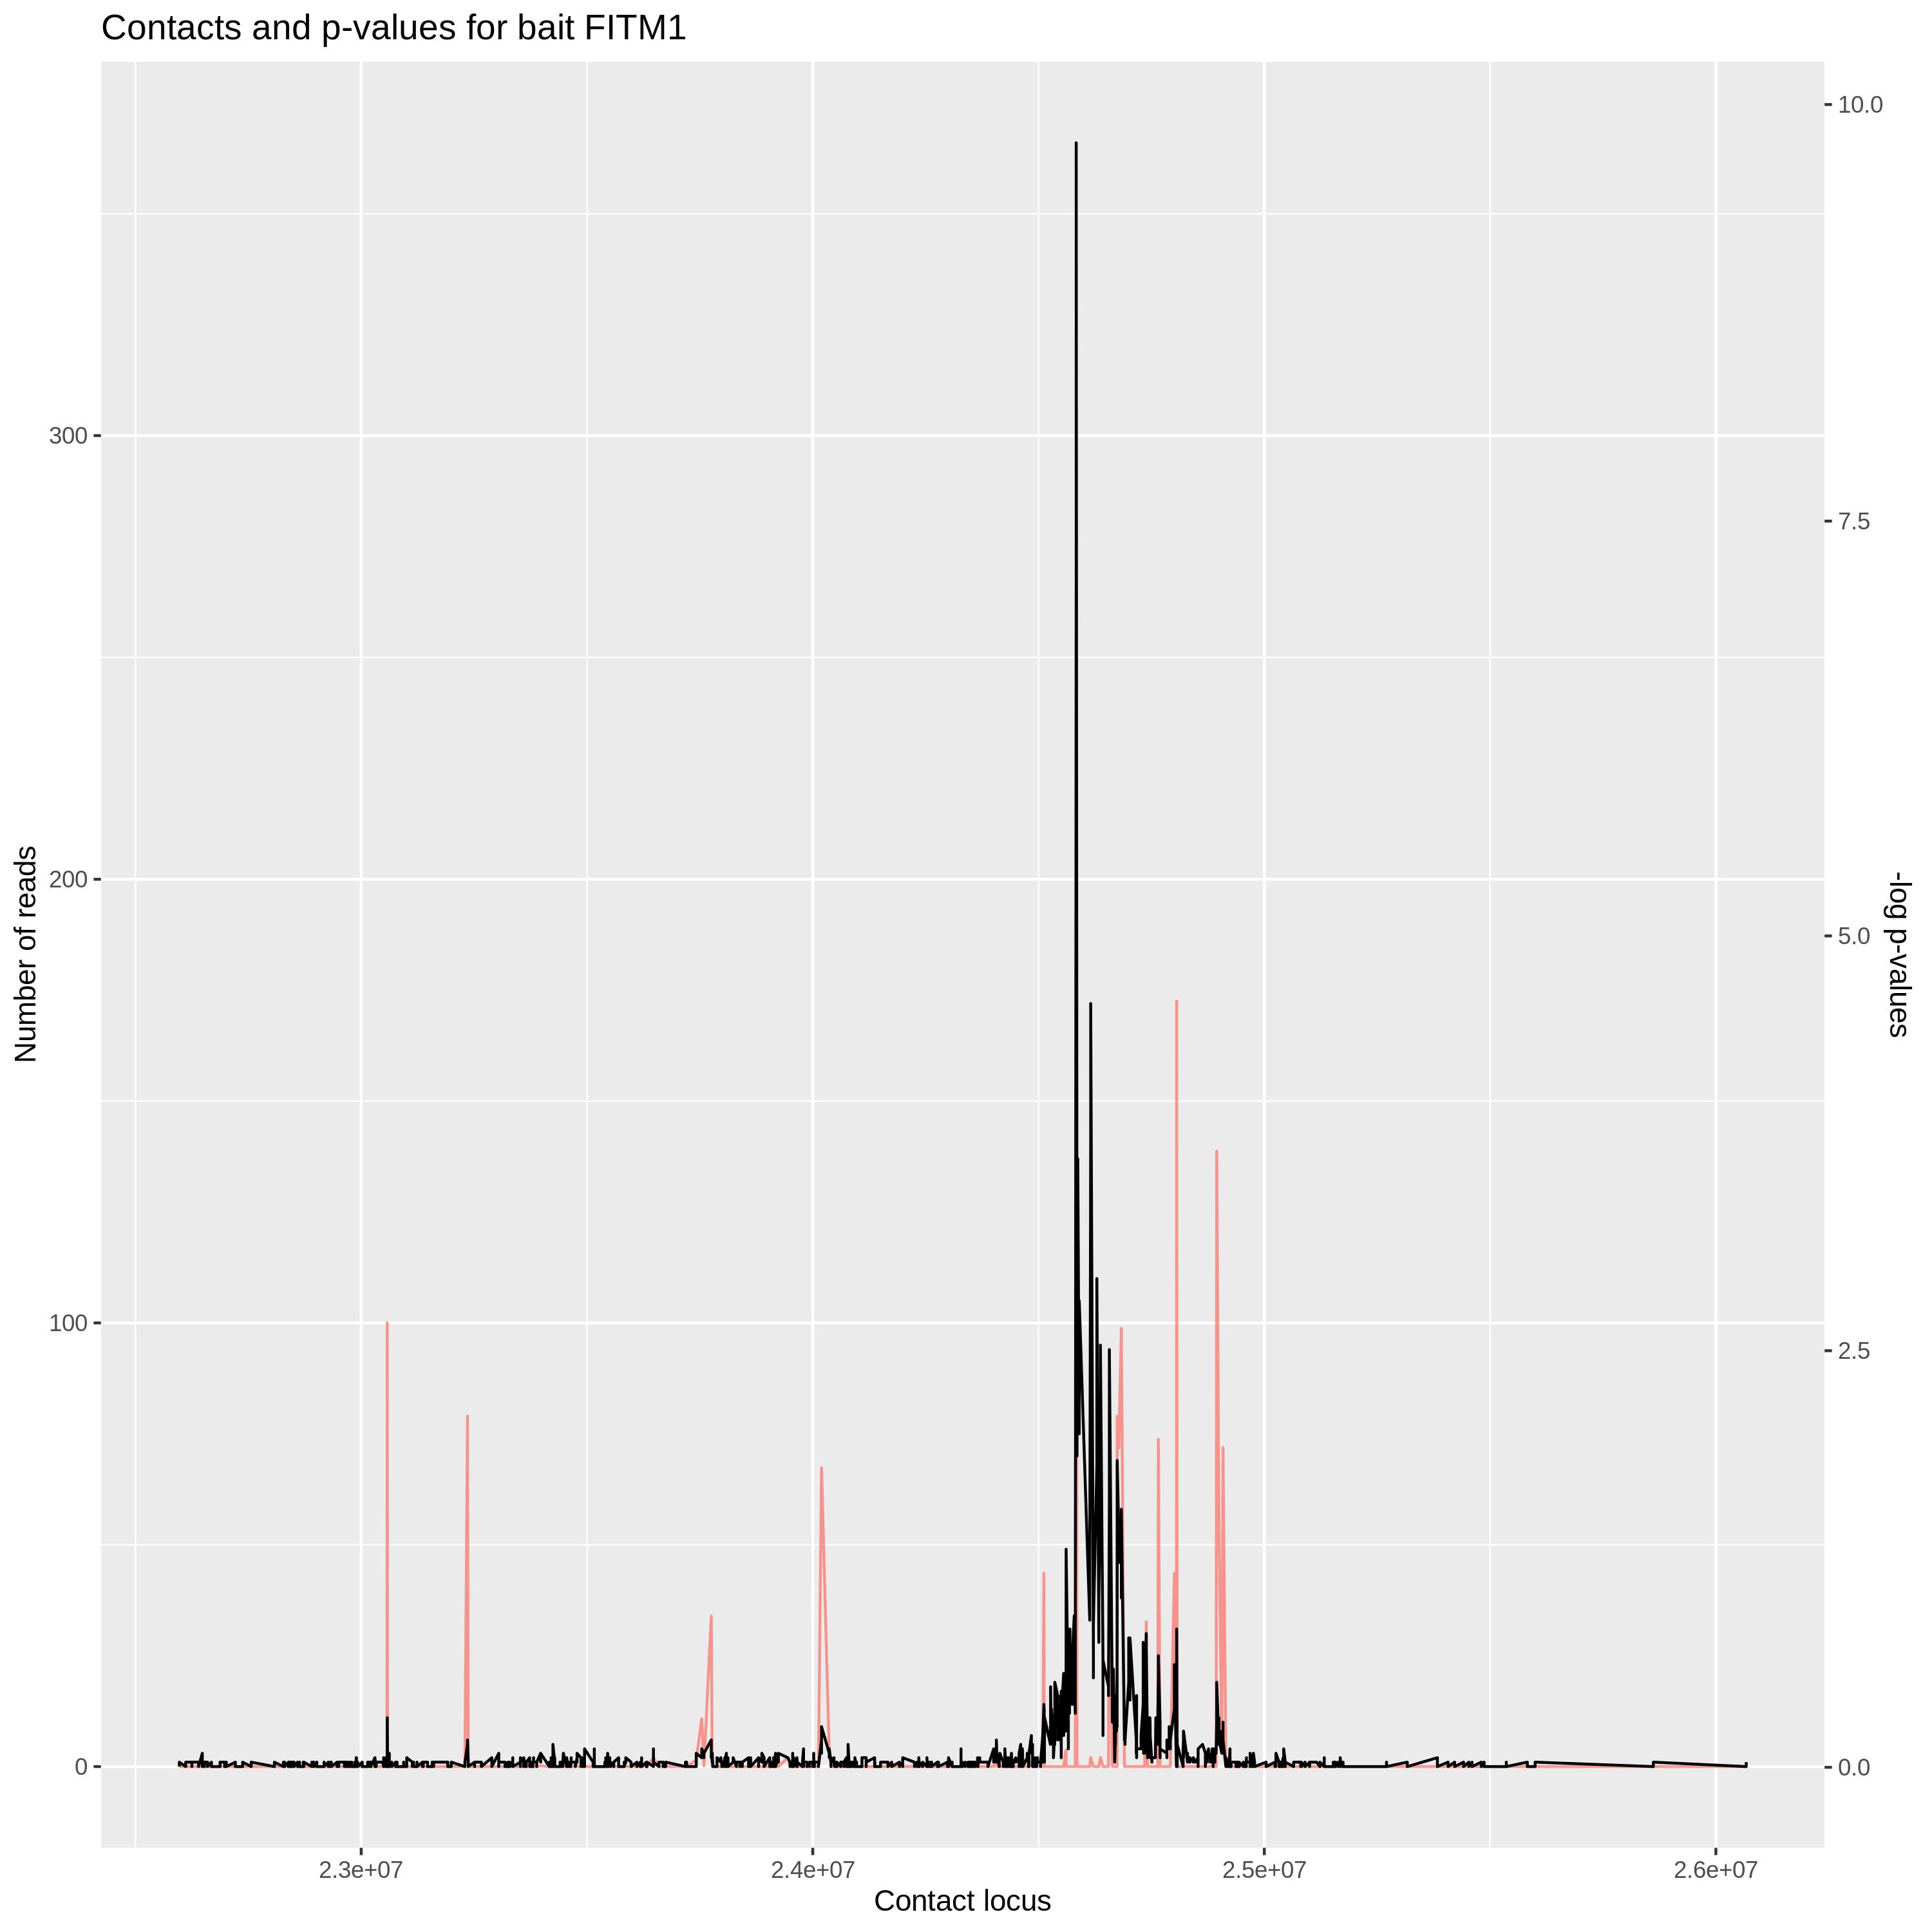 Contacts and p-values for bait FITM1
10.0
7.5
5.0
2.5
0.0
-log p-values
300
200
100
0
Number of reads
2.3e+07
2.4e+07
2.5e+07
2.6e+07
Contact locus